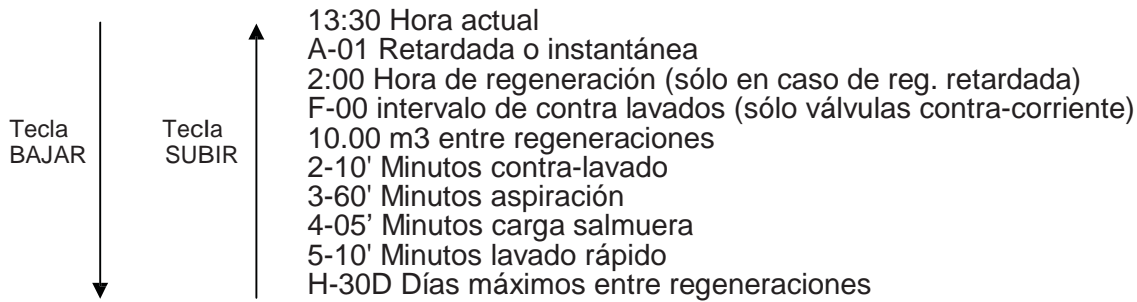 13:30 Hora actual
A-01 Retardada o instantánea
2:00 Hora de regeneración (sólo en caso de reg. retardada)
F-00 intervalo de contra lavados (sólo válvulas contra-corriente)
10.00 m3 entre regeneraciones
2-10' Minutos contra-lavado
3-60' Minutos aspiración
4-05’ Minutos carga salmuera
5-10' Minutos lavado rápido
H-30D Días máximos entre regeneraciones
Tecla
BAJAR
Tecla
SUBIR